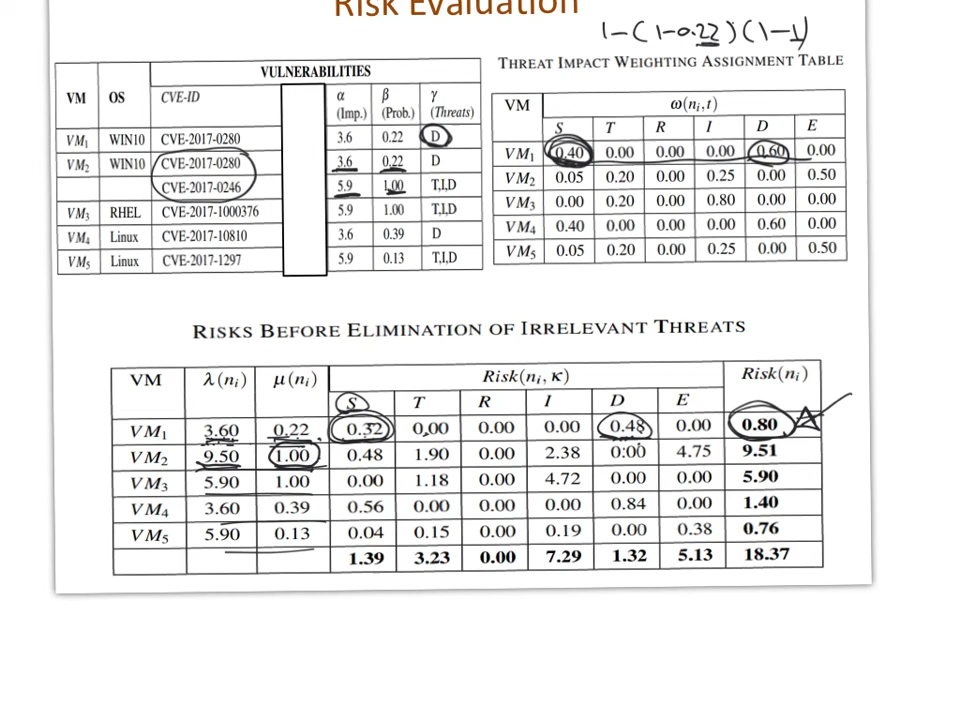 Risk Evaluation
1-(1-0.22)(1-1)
VULNERABILITIES
VM OS CVE-ID α (Imp.) β (Prob.) γ (Threats)
VM1 WIN10 CVE-2017-0280 3.6 0.22 D
VM2 WIN10 CVE-2017-0280 3.6 0.22 D
CVE-2017-0246 5.9 1.00 T,I,D
VM3 RHEL CVE-2017-1000376 5.9 1.00 T,I,D
VM4 Linux CVE-2017-10810 3.6 0.39 D
VM5 Linux CVE-2017-1297 5.9 0.13 T,I,D
THREAT IMPACT WEIGHTING ASSIGNMENT TABLE
VM ω(ni,t)
S T R I D E
VM1 0.40 0.00 0.00 0.00 0.60 0.00
VM2 0.05 0.20 0.00 0.25 0.00 0.50
VM3 0.00 0.20 0.00 0.80 0.00 0.00
VM4 0.40 0.00 0.00 0.00 0.60 0.00
VM5 0.05 0.20 0.00 0.25 0.00 0.50
RISKS BEFORE ELIMINATION OF IRRELEVANT THREATS
VM λ(ni) μ(ni) Risk(ni, κ) Risk(ni)
S T R I D E
VM1 3.60 0.22 0.32 0.00 0.00 0.00 0.48 0.00 0.80
VM2 9.50 1.00 0.48 1.90 0.00 2.38 0:00 4.75 9.51
VM3 5.90 1.00 0.00 1.18 0.00 4.72 0.00 0.00 5.90
VM4 3.60 0.39 0.56 0.00 0.00 0.00 0.84 0.00 1.40
VM5 5.90 0.13 0.04 0.15 0.00 0.19 0.00 0.38 0.76
1.39 3.23 0.00 7.29 1.32 5.13 18.37